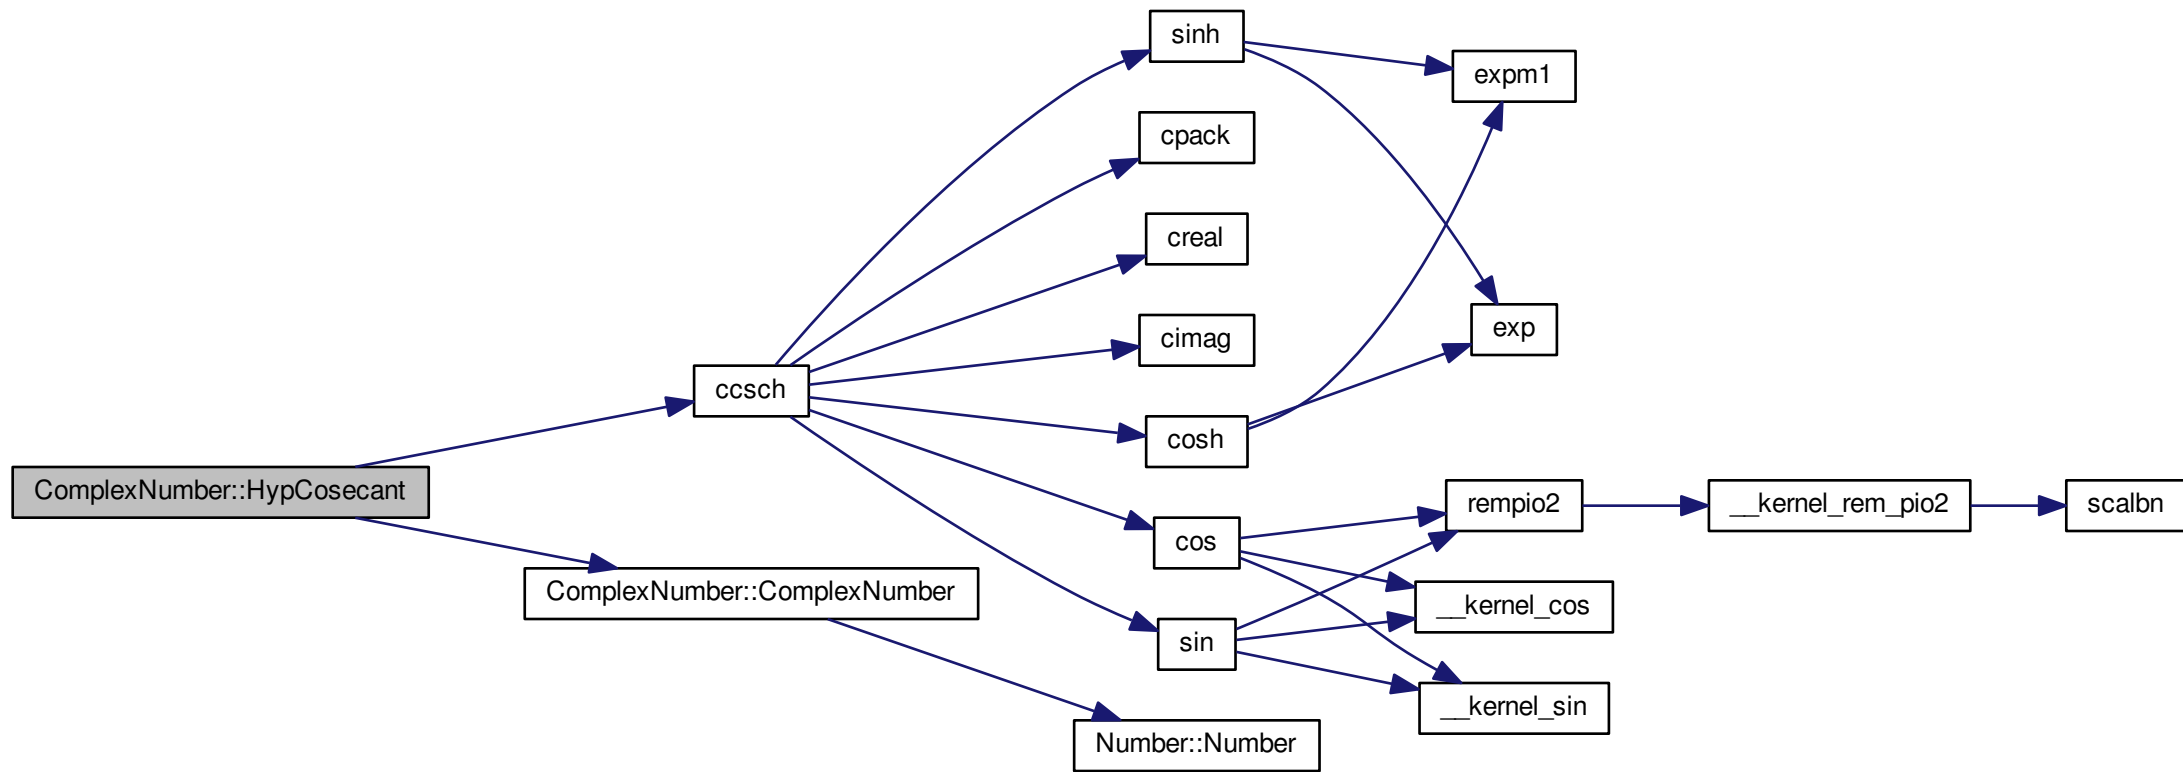 sinh
expm1
cpack
creal
exp
cimag
ccsch
cosh
ComplexNumber::HypCosecant
rempio2
__kernel_rem_pio2
scalbn
cos
ComplexNumber::ComplexNumber
__kernel_cos
sin
__kernel_sin
Number::Number